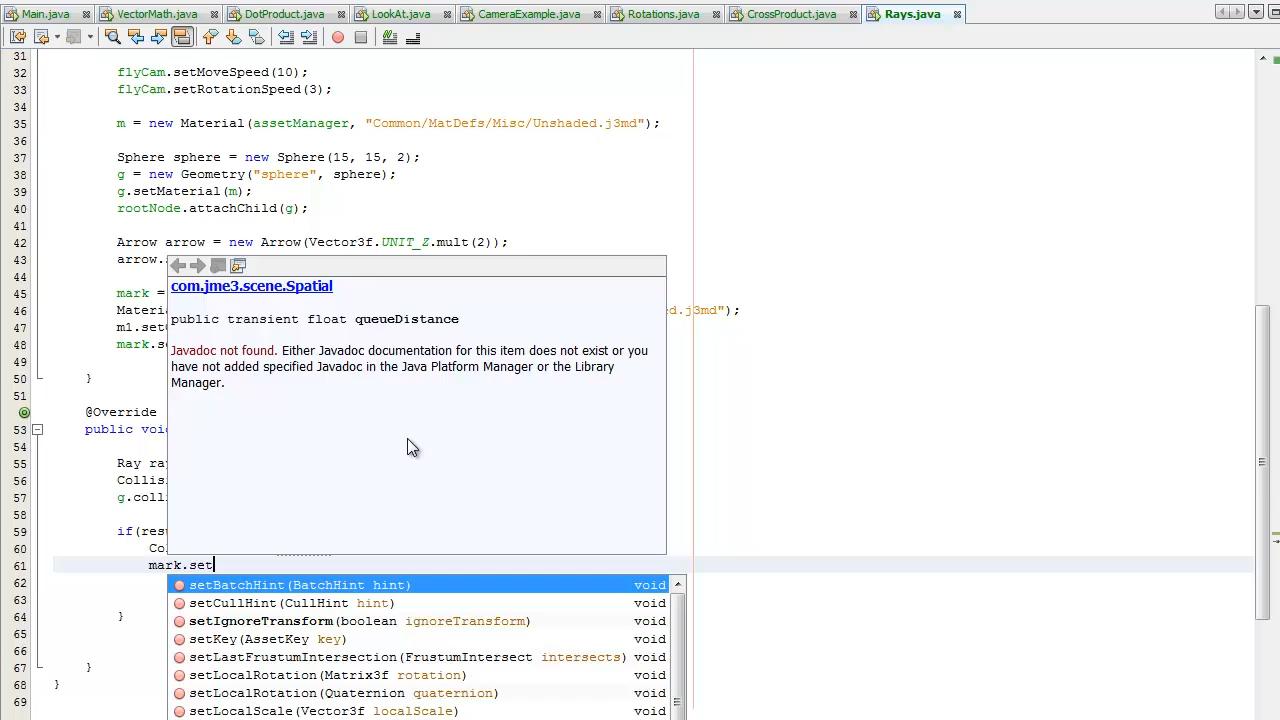 Main.java VectorMath.java DotProduct.java LookAt.java CameraExample.java Rotations.java CrossProduct.java Rays.java
31
32 flyCam.setMoveSpeed(10);
33 flyCam.setRotationSpeed(3);
34
35 m = new Material(assetManager, "Common/MatDefs/Misc/Unshaded.j3md");
36
37 Sphere sphere = new Sphere(15, 15, 2);
38 g = new Geometry("sphere", sphere);
39 g.setMaterial(m);
40 rootNode.attachChild(g);
41
42 Arrow arrow = new Arrow(Vector3f.UNIT_Z.mult(2));
43 arrow.
44
com.jme3.scene.Spatial
45 mark =
46 Mater d.j3md");
public transient float queueDistance
47 m1.set
48 mark.s
Javadoc not found. Either Javadoc documentation for this item does not exist or you
have not added specified Javadoc in the Java Platform Manager or the Library
Manager.
50 }
51
@Override
53 public voi
54
55 Ray ra
56 Collis
57 g.coll
58
59 if(res
60 Co
61 mark.set
62 setBatchHint(BatchHint hint) void
63 setCullHint(CullHint hint) void
64 } setIgnoreTransform(boolean ignoreTransform) void
65 setKey(AssetKey key) void
66 setLastFrustumIntersection(FrustumIntersect intersects) void
67 } setLocalRotation(Matrix3f rotation) void
68 } setLocalRotation(Quaternion quaternion) void
69 setLocalScale(Vector3f localScale) void